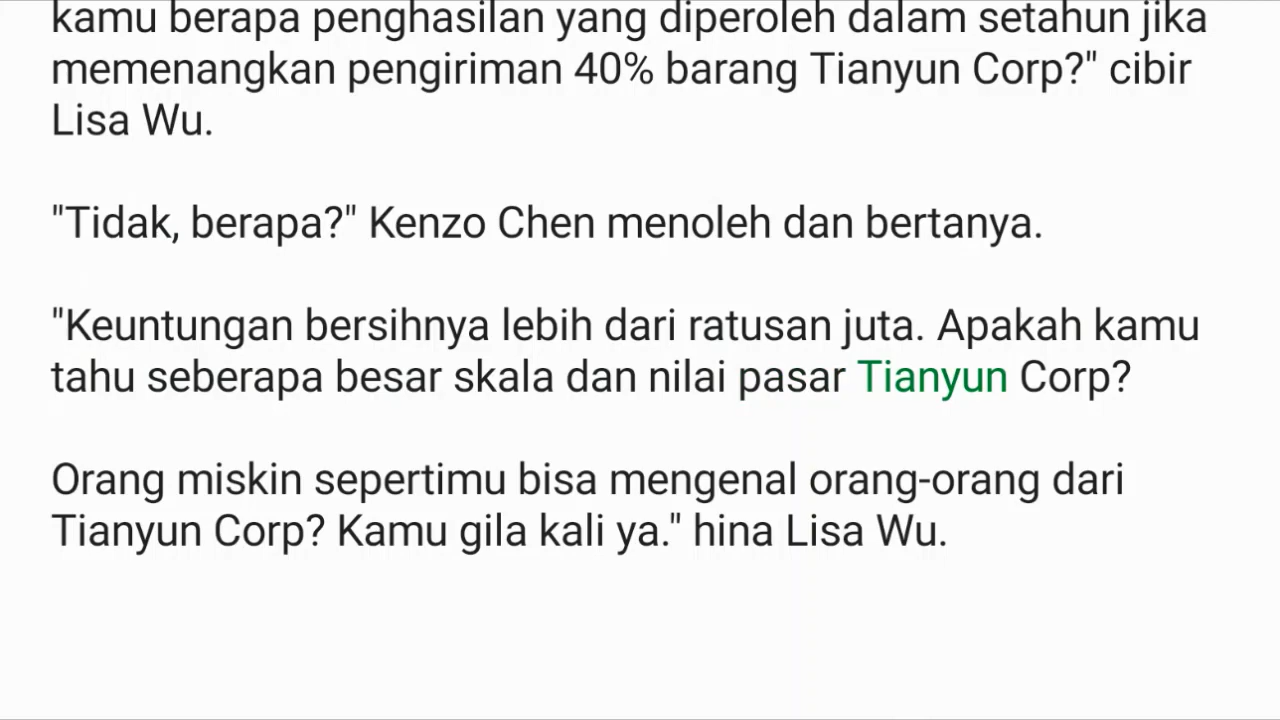 kamu berapa penghasilan yang diperoleh dalam setahun jika
memenangkan pengiriman 40% barang Tianyun Corp?" cibir
Lisa Wu.
"Tidak, berapa?" Kenzo Chen menoleh dan bertanya.
"Keuntungan bersihnya lebih dari ratusan juta. Apakah kamu
tahu seberapa besar skala dan nilai pasar Tianyun Corp?
Orang miskin sepertimu bisa mengenal orang-orang dari
Tianyun Corp? Kamu gila kali ya." hina Lisa Wu.